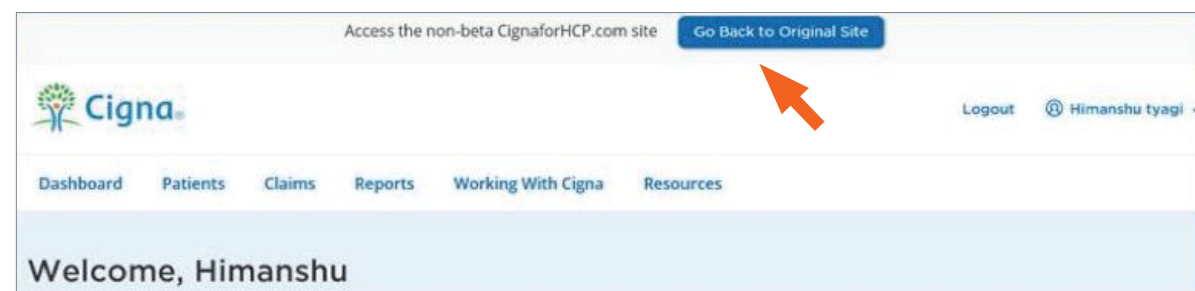 Access the non-beta CignaforHCP.com site Go Back to Original Site
Cigna®
Logout Himanshu tyagi
Dashboard Patients Claims Reports Working With Cigna Resources
Welcome, Himanshu